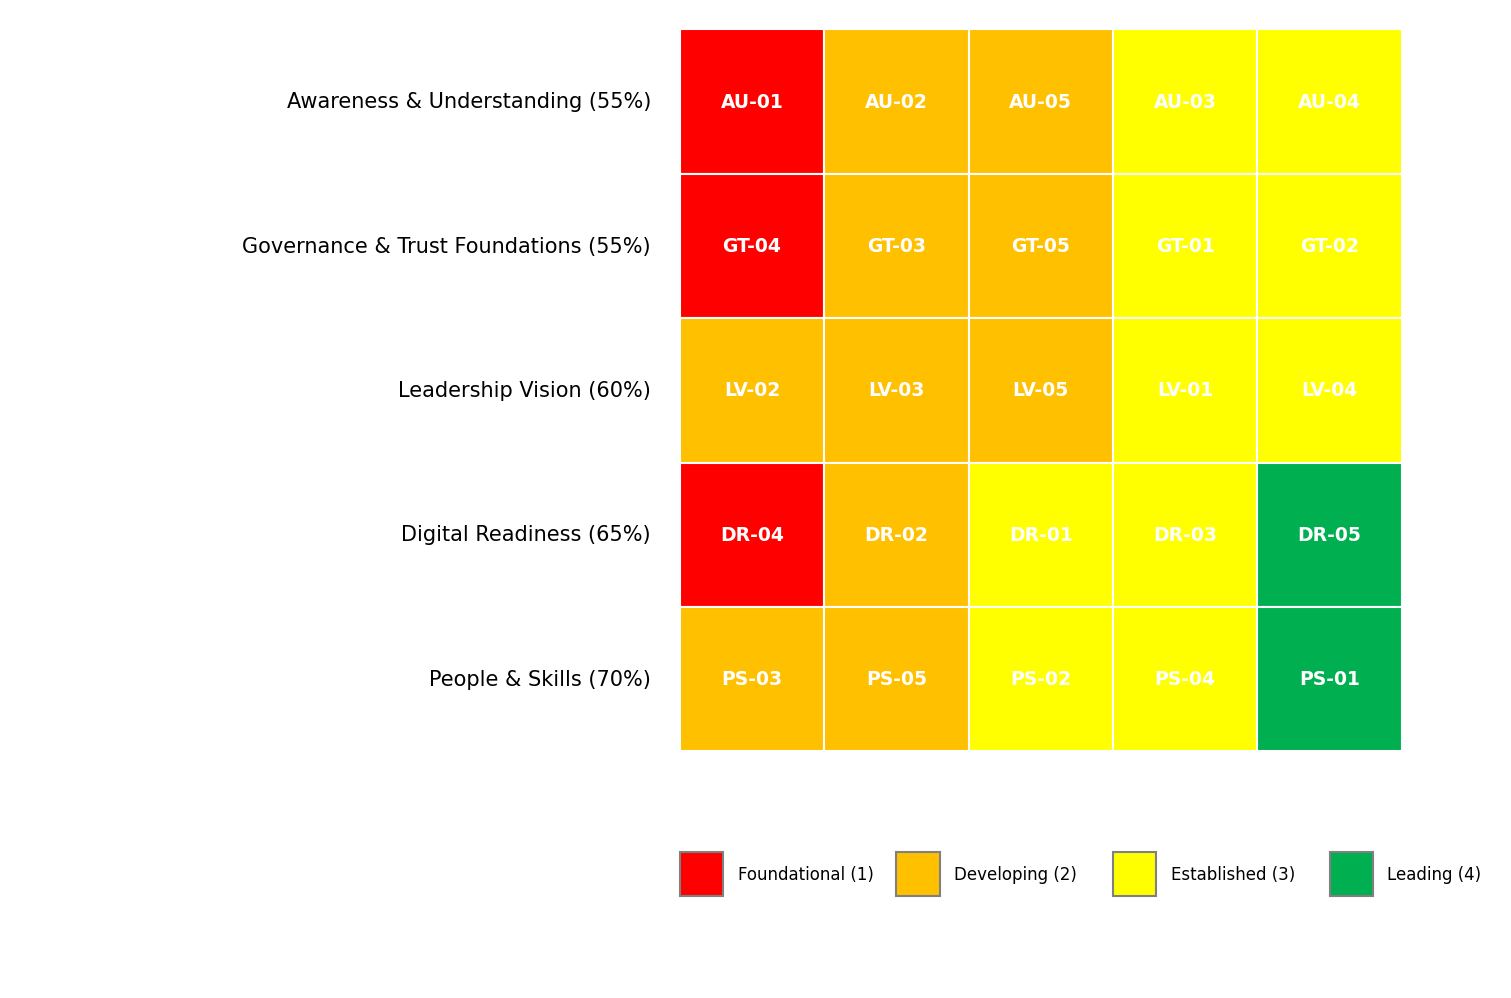 Awareness & Understanding (55%) AU-01 AU-02 AU-05 AU-03 AU-04
Governance & Trust Foundations (55%) GT-04 GT-03 GT-05 GT-01 GT-02
Leadership Vision (60%) LV-02 LV-03 LV-05 LV-01 LV-04
Digital Readiness (65%) DR-04 DR-02 DR-01 DR-03 DR-05
People & Skills (70%) PS-03 PS-05 PS-02 PS-04 PS-01
Foundational (1) Developing (2) Established (3) Leading (4)